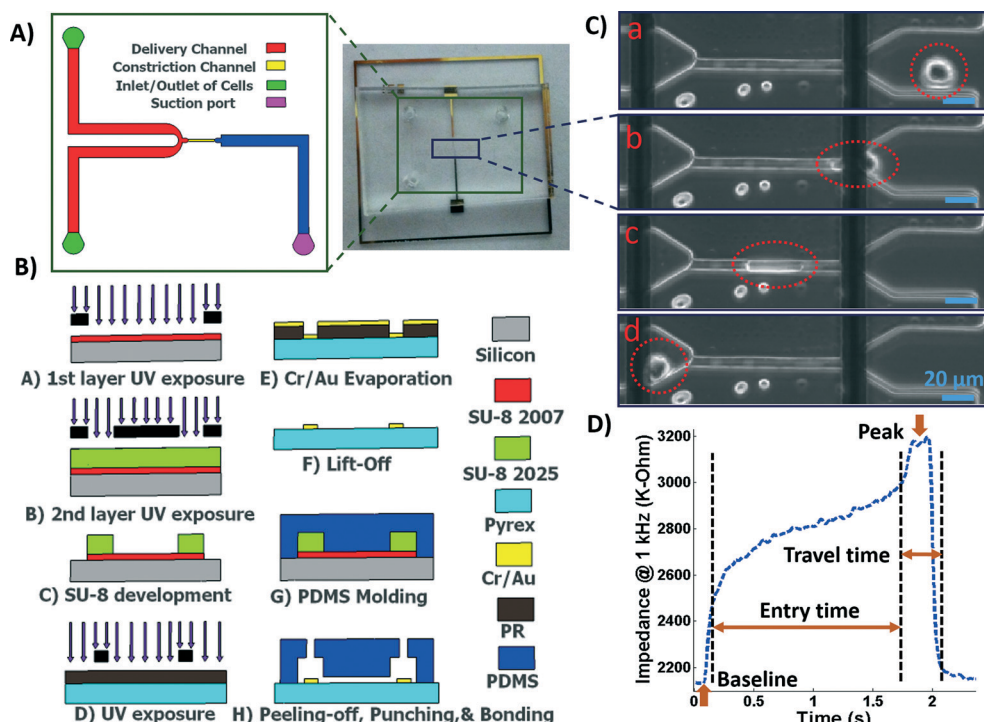 A)
Delivery Channel
Constriction Channel
Inlet/Outlet of Cells
Suction port
B)
A) 1st layer UV exposure
B) 2nd layer UV exposure
C) SU-8 development
D) UV exposure
E) Cr/Au Evaporation
F) Lift-Off
G) PDMS Molding
H) Peeling-off, Punching,& Bonding
Silicon
SU-8 2007
SU-8 2025
Pyrex
Cr/Au
PR
PDMS
C)
a
b
c
d
20 µm
D)
Impedance @ 1 kHz (K-Ohm)
3200
3000
2800
2600
2400
2200
Peak
Travel time
Entry time
Baseline
0.5
1
1.5
2
Time (s)